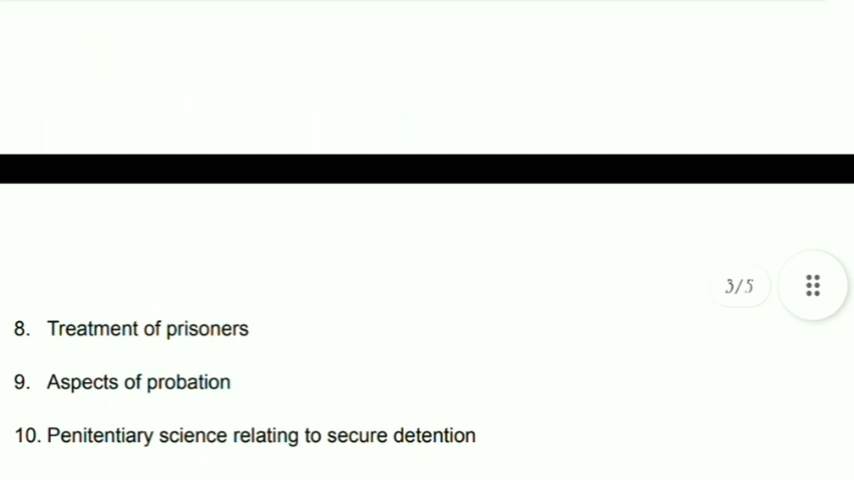 3/5
8. Treatment of prisoners
9. Aspects of probation
10. Penitentiary science relating to secure detention